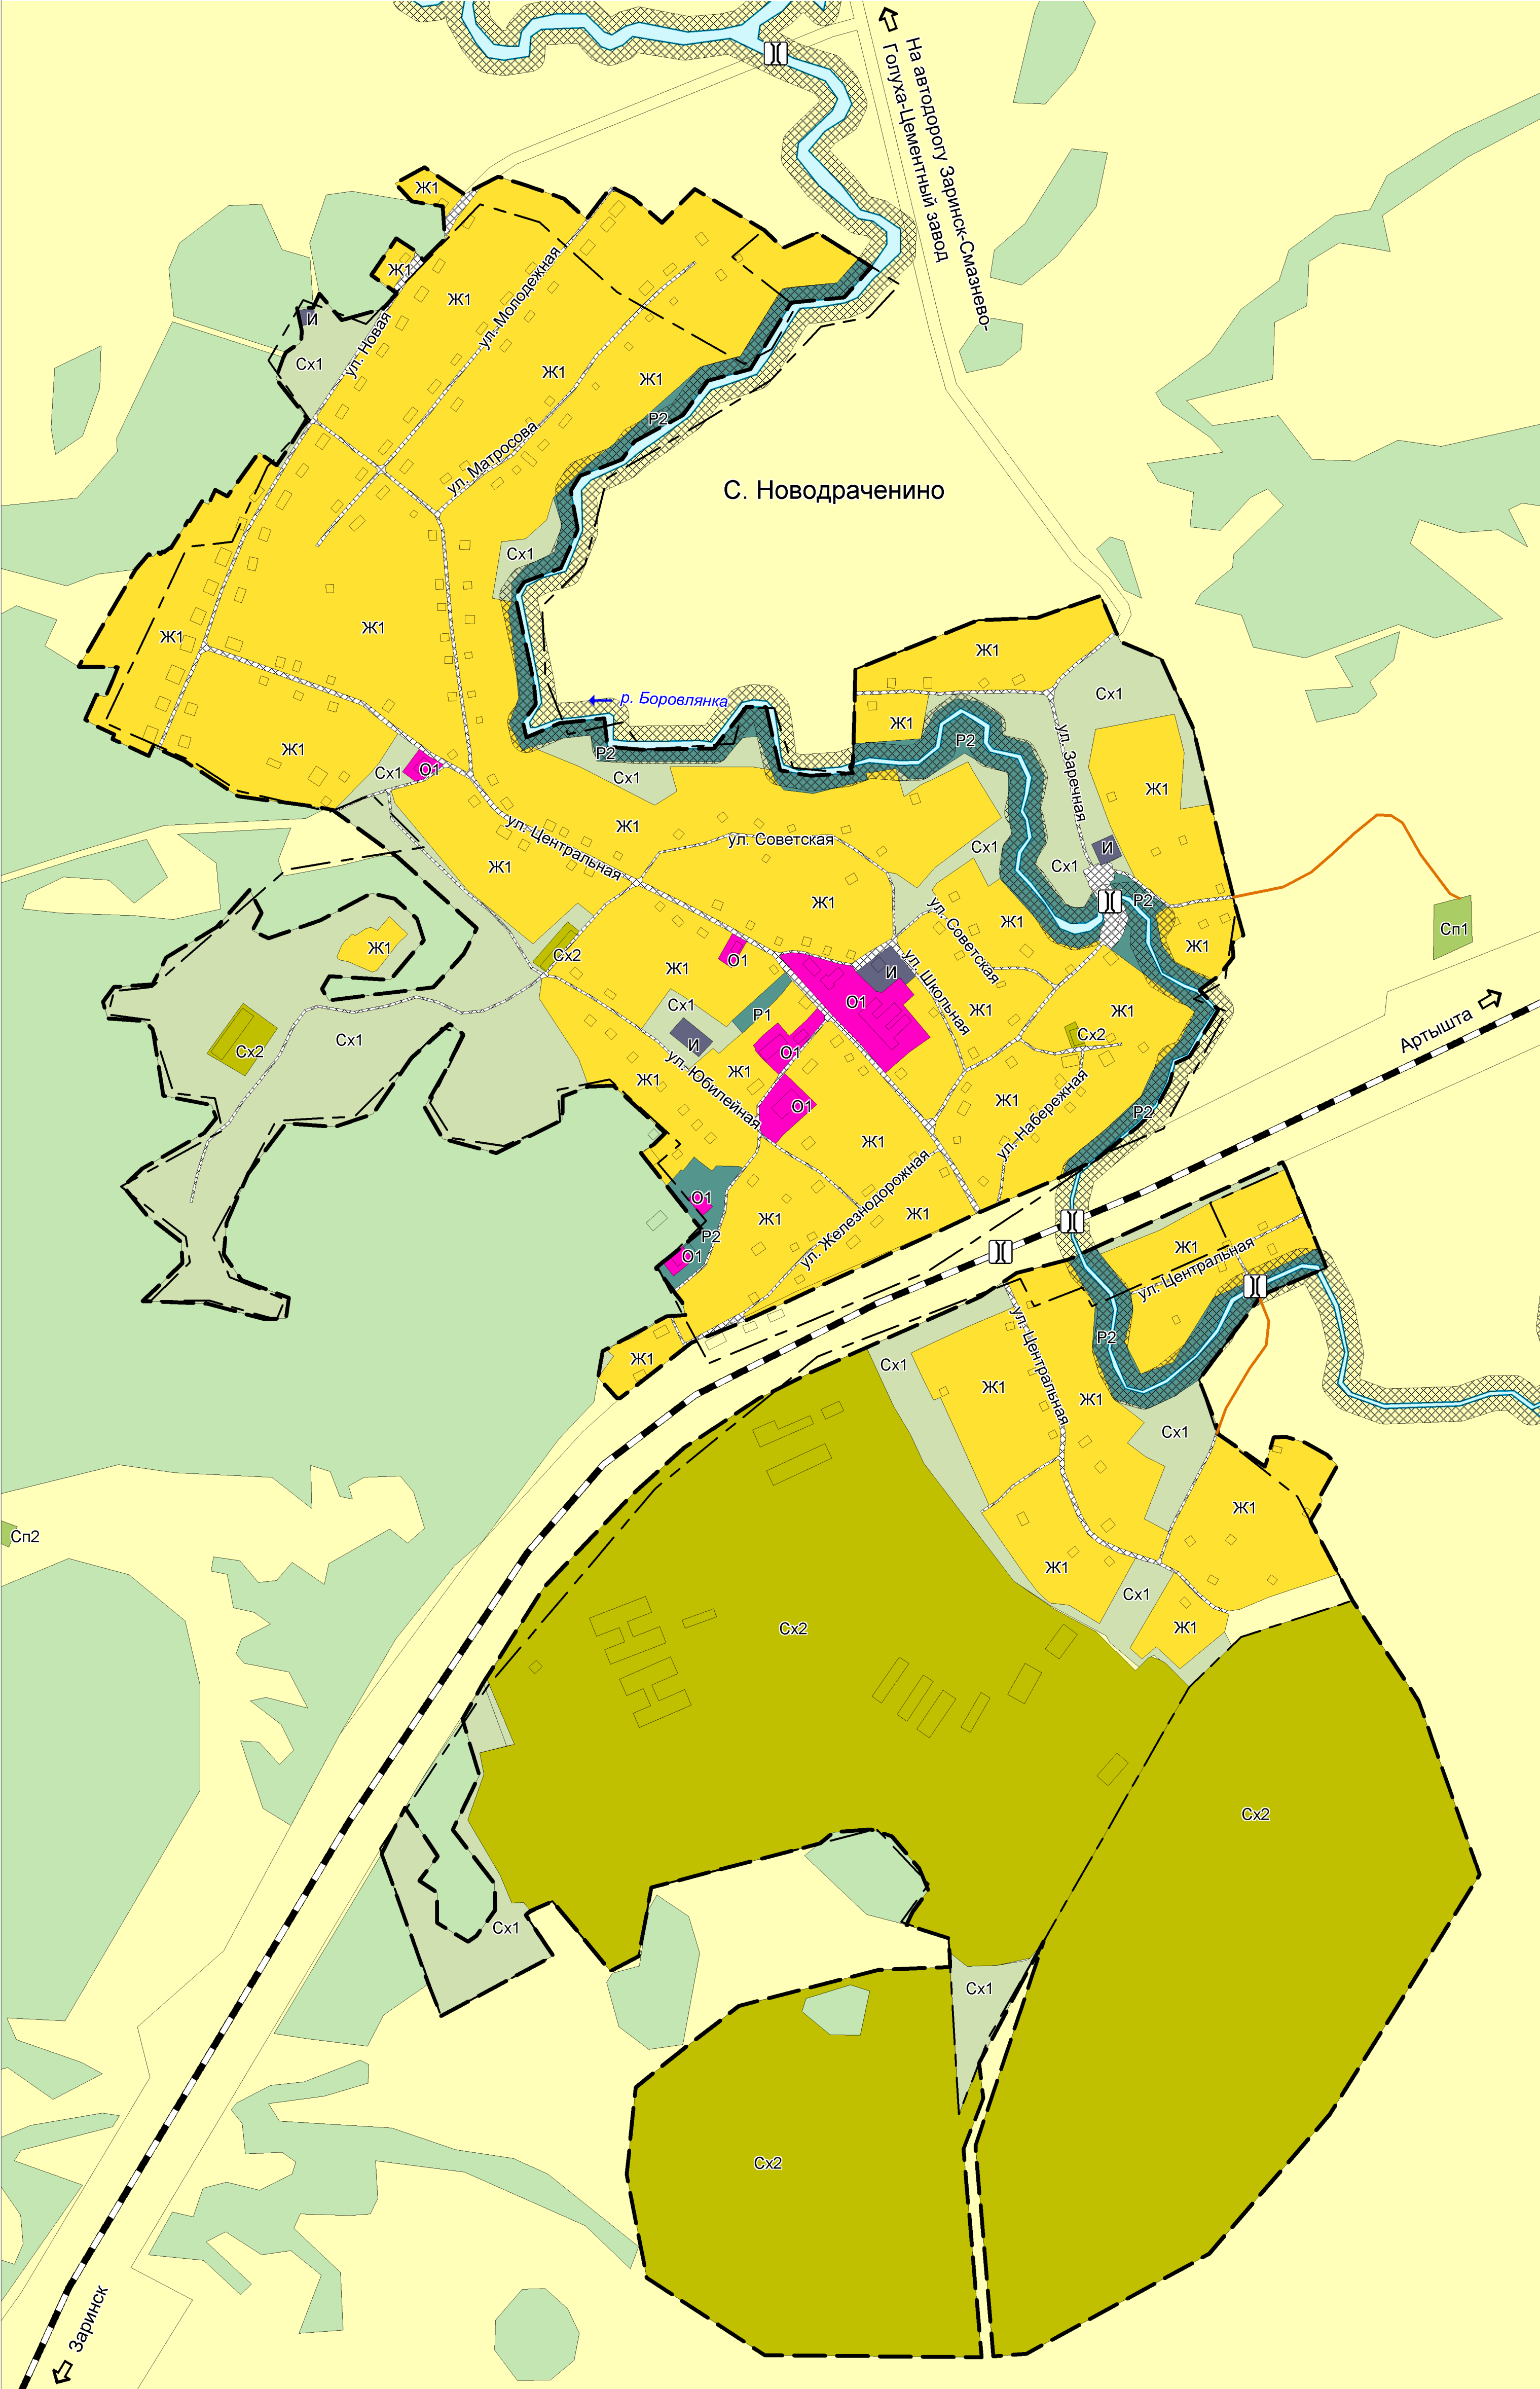 На автодорогу Заринск-Смазнево-
Голуха-Цементный завод
Ж1
Ж1
Ж1
И
Сх1
ул. Новая
ул. Молодежная
Ж1
Ж1
Р2
ул. Матросова
С. Новодраченино
Сх1
Ж1
Ж1
Ж1
Сх1
р. Боровлянка
Ж1
Р2
Ж1
Р2
ул. Заречная
Сх1
О1
Сх1
Ж1
Ж1
ул. Центральная
ул. Советская
Сх1
И
Сх1
Ж1
Ж1
Р2
ул. Советская
Ж1
Ж1
Сп1
Ж1
Сх2
О1
Ж1
И
ул. Школьная
Сх2
Сх1
Сх1
Р1
О1
Ж1
Ж1
Сх2
И
О1
Ж1
ул. Юбилейная
Ж1
О1
Ж1
ул. Набережная
Р2
Артышта
Ж1
ул. Железнодорожная
О1
Ж1
Ж1
Р2
О1
Ж1
ул. Центральная
Ж1
Сх1
ул. Центральная
Р2
Ж1
Ж1
Сх1
Ж1
Сп2
Ж1
Сх1
Ж1
Сх2
Сх2
Сх1
Сх1
Сх2
Заринск